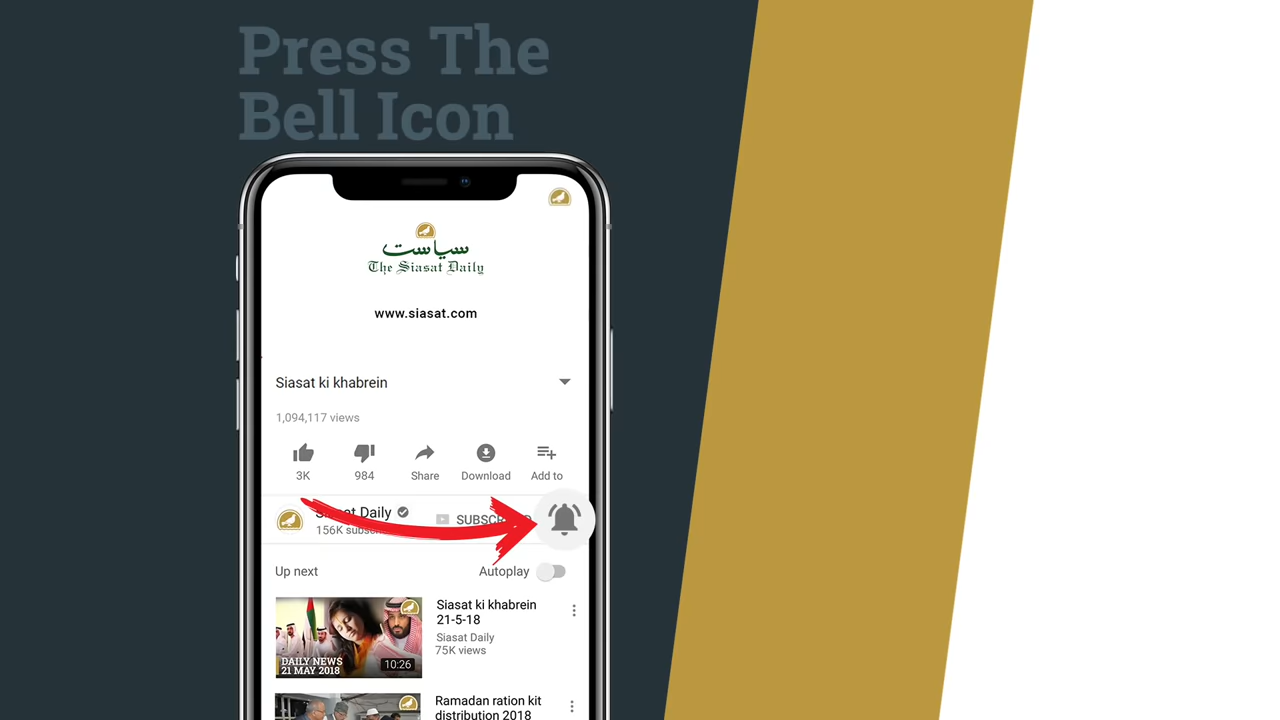 Press The
Bell Icon
سیاست
The Siasat Daily
www.siasat.com
Siasat ki khabrein
1,094,117 views
3K
984
Share
Download
Add to
Siasat Daily
156K
Up next
Autoplay
Siasat ki khabrein
21-5-18
Siasat Daily
75K views
DAILY NEWS
21 MAY 2018
10:26
Ramadan ration kit
distribution 2018